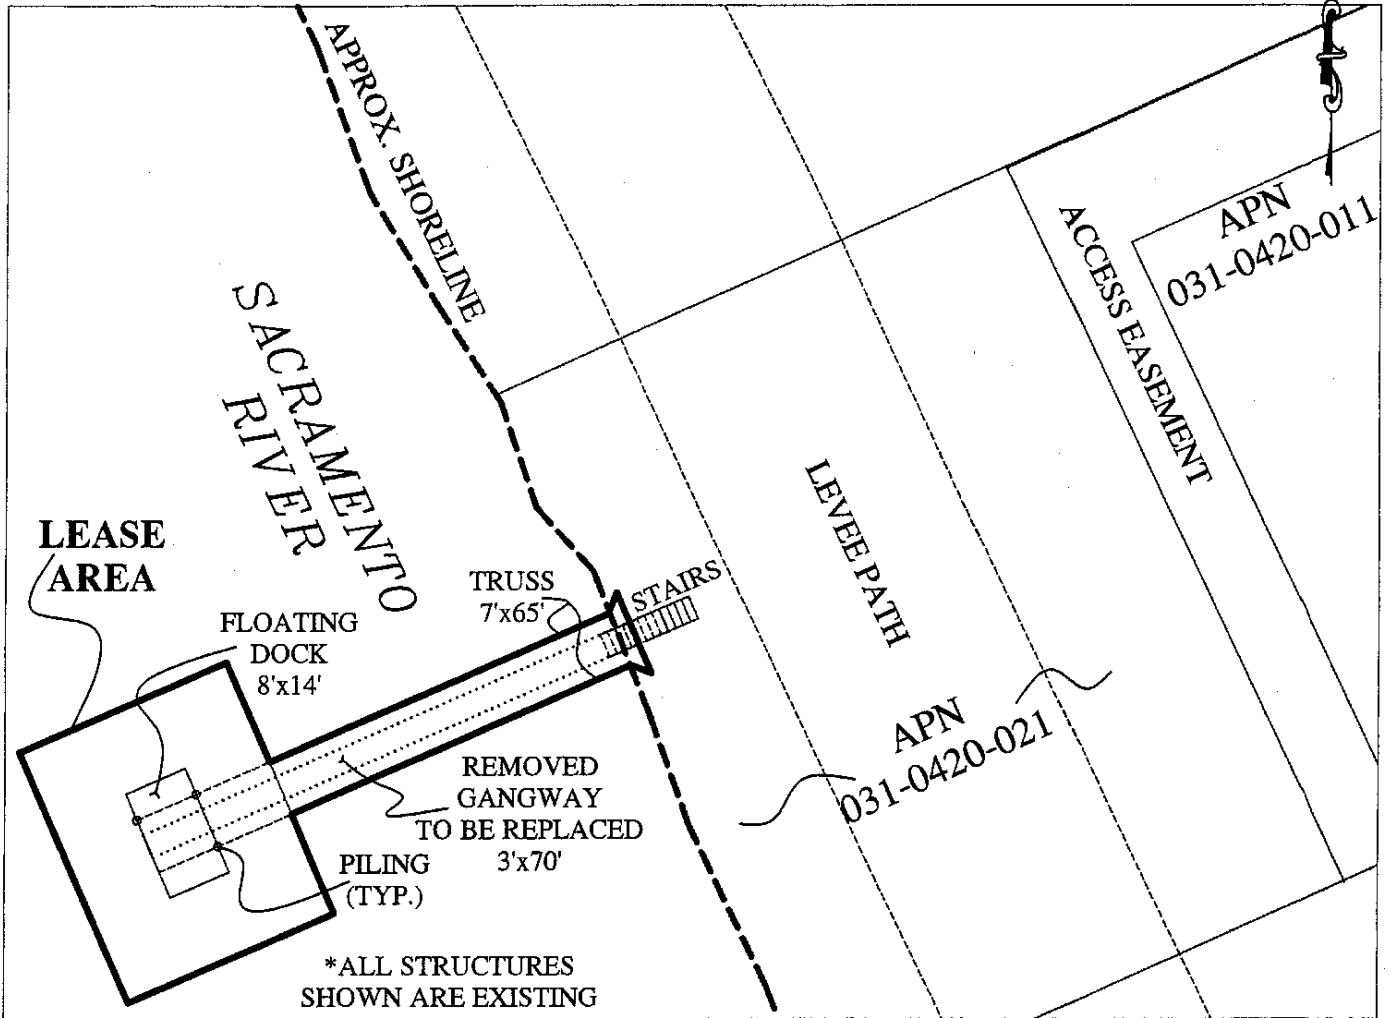 APPROX. SHORELINE
SACRAMENTO
RIVER
APN
031-0420-011
ACCESS EASEMENT
LEVEE PATH
LEASE
AREA
FLOATING
DOCK
8'x14'
TRUSS
7'x65'
STAIRS
APN
031-0420-021
REMOVED
GANGWAY
TO BE REPLACED
3'x70'
PILING
(TYP.)
*ALL STRUCTURES
SHOWN ARE EXISTING